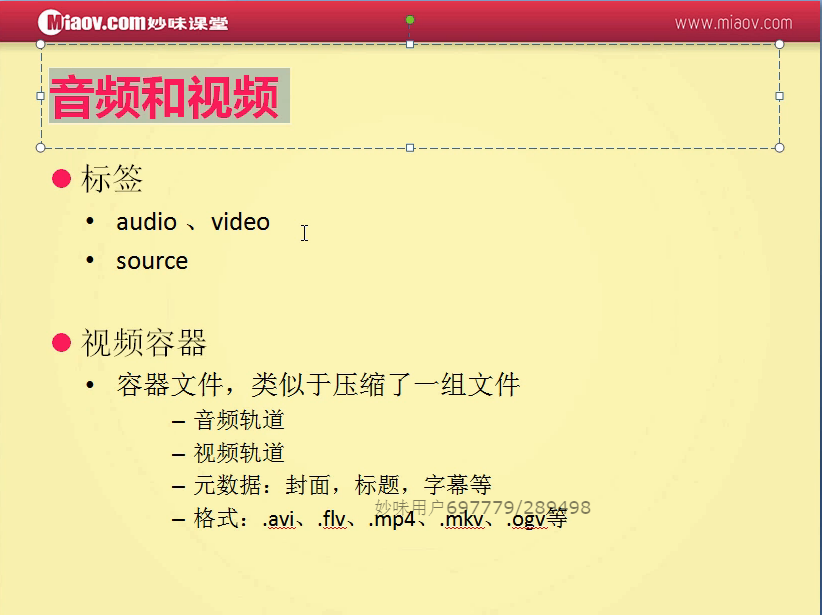 Miaov.com妙味课堂
www.miaov.com
音频和视频
标签
• audio 、video
• source
视频容器
• 容器文件，类似于压缩了一组文件
– 音频轨道
– 视频轨道
– 元数据：封面，标题，字幕等
妙味用户697779/289498
– 格式：.avi、.flv、.mp4、.mkv、.ogv等